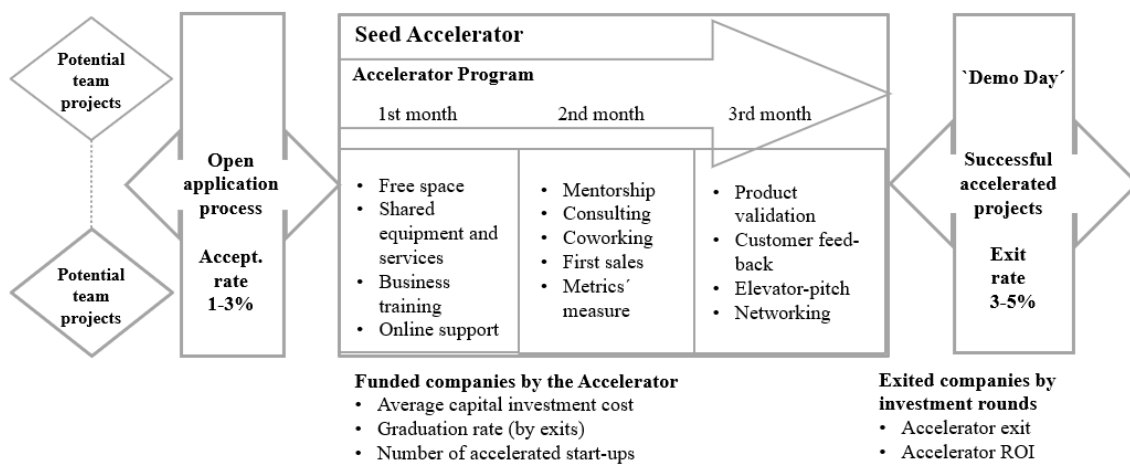 Potential
team
projects
Potential
team
projects
Open
application
process
Accept.
rate
1-3%
Seed Accelerator
Accelerator Program
1st month
2nd month
3rd month
• Free space
• Shared
equipment and
services
• Business
training
• Online support
• Mentorship
• Consulting
• Coworking
• First sales
• Metrics´
measure
• Product
validation
• Customer feed-
back
• Elevator-pitch
• Networking
`Demo Day´
Successful
accelerated
projects
Exit
rate
3-5%
Funded companies by the Accelerator
• Average capital investment cost
• Graduation rate (by exits)
• Number of accelerated start-ups
Exited companies by
investment rounds
• Accelerator exit
• Accelerator ROI